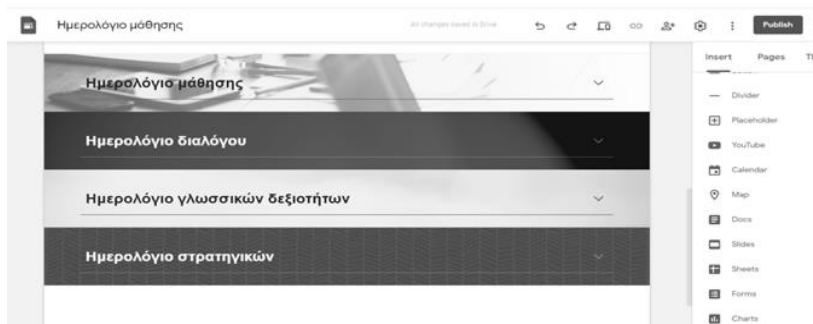 Ημερολόγιο μάθησης
All changes saved in Drive
Publish
Insert Pages
Ημερολόγιο μάθησης
Ημερολόγιο διαλόγου
Ημερολόγιο γλωσσικών δεξιοτήτων
Ημερολόγιο στρατηγικών
Divider
Placeholder
YouTube
Calendar
Map
Docs
Slides
Sheets
Forms
Charts